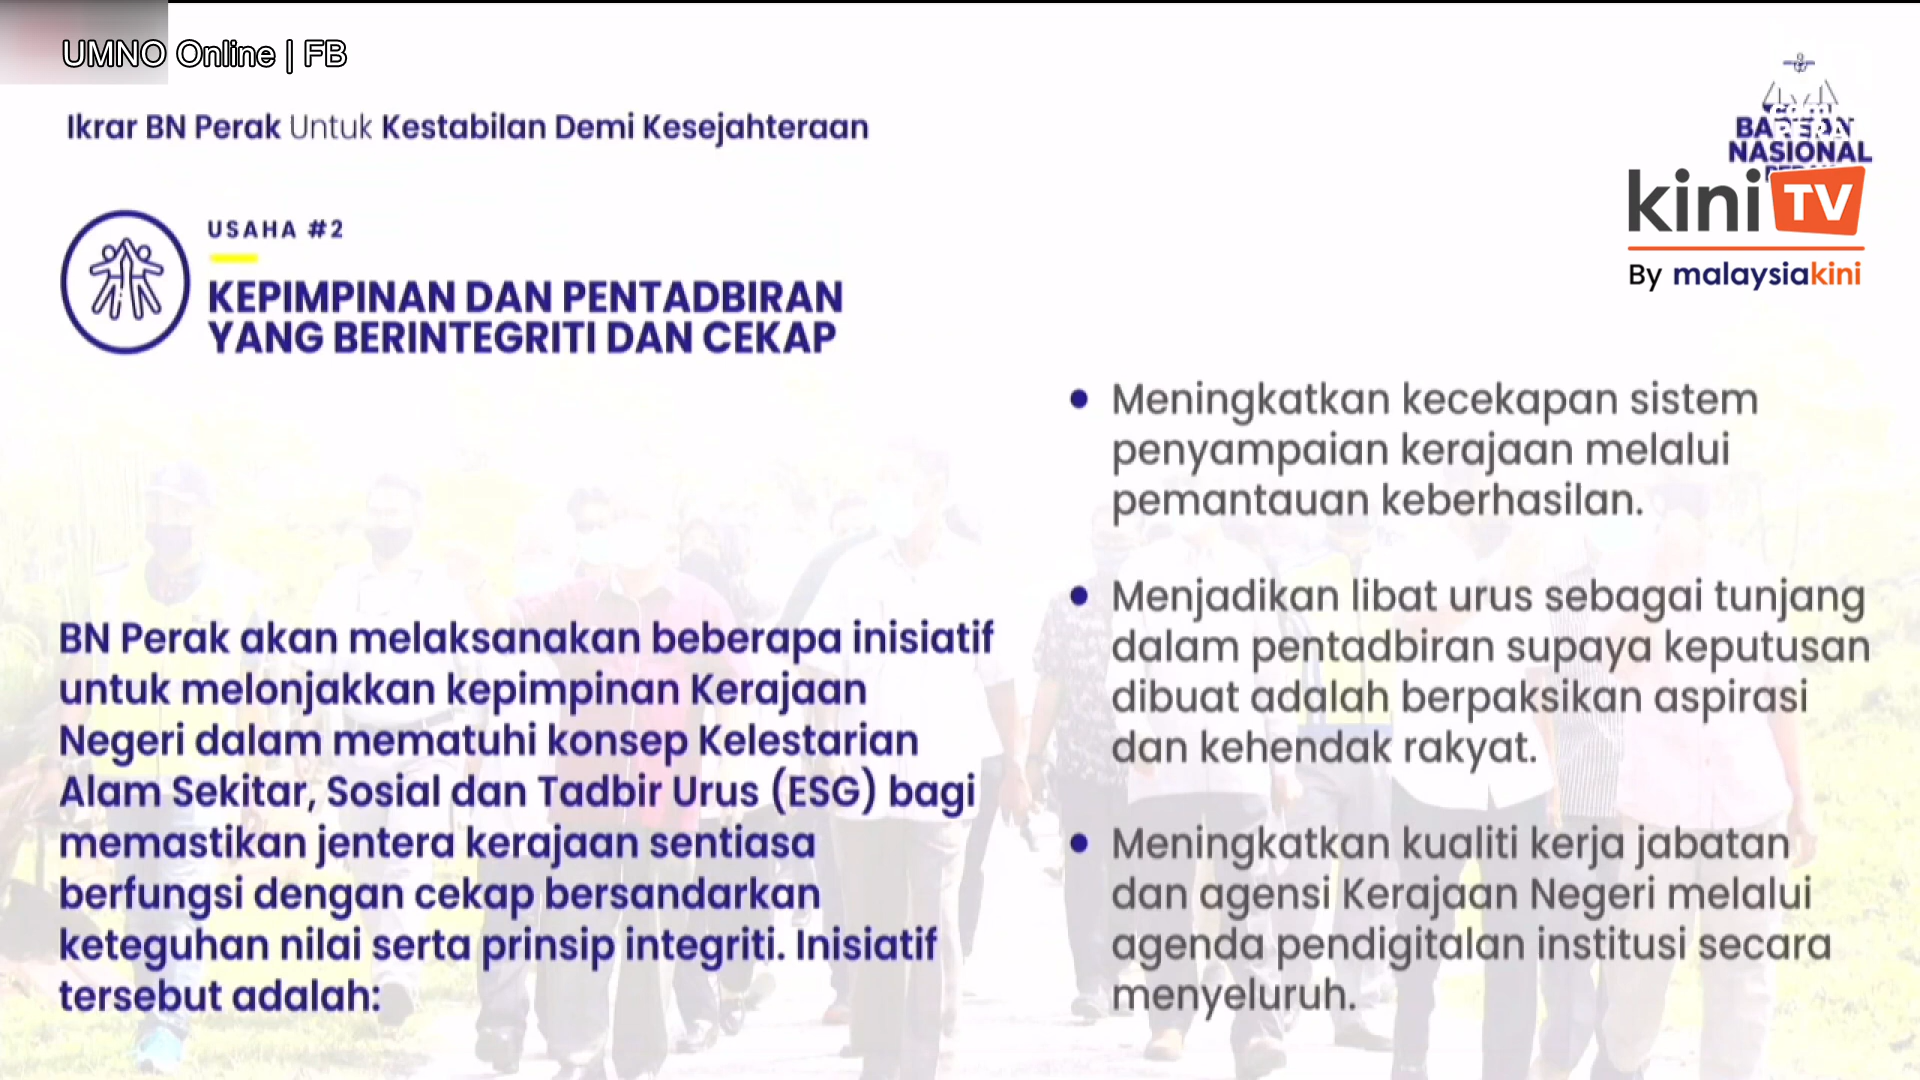 UMNO Online | FB
Ikrar BN Perak Untuk Kestabilan Demi Kesejahteraan
NASIONAL
kini TV
By malaysiakini
USAHA #2
KEPIMPINAN DAN PENTADBIRAN
YANG BERINTEGRITI DAN CEKAP
BN Perak akan melaksanakan beberapa inisiatif
untuk melonjakkan kepimpinan Kerajaan
Negeri dalam mematuhi konsep Kelestarian
Alam Sekitar, Sosial dan Tadbir Urus (ESG) bagi
memastikan jentera kerajaan sentiasa
berfungsi dengan cekap bersandarkan
keteguhan nilai serta prinsip integriti. Inisiatif
tersebut adalah:
• Meningkatkan kecekapan sistem
penyampaian kerajaan melalui
pemantauan keberhasilan.
• Menjadikan libat urus sebagai tunjang
dalam pentadbiran supaya keputusan
dibuat adalah berpaksikan aspirasi
dan kehendak rakyat.
• Meningkatkan kualiti kerja jabatan
dan agensi Kerajaan Negeri melalui
agenda pendigitalan institusi secara
menyeluruh.